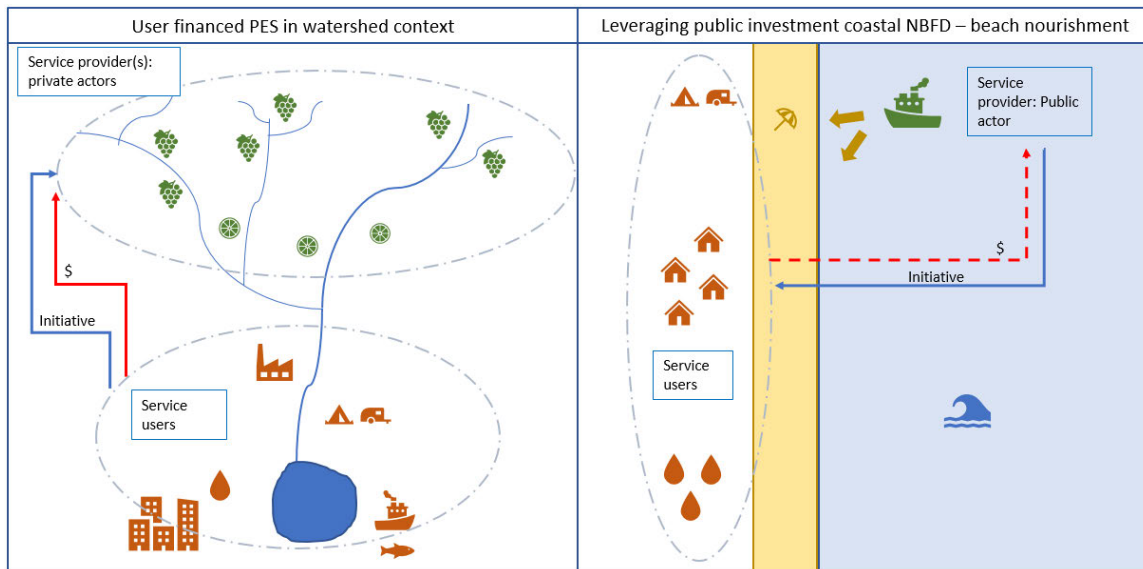 User financed PES in watershed context
Service provider(s):
private actors
$
Initiative
Service
users
Leveraging public investment coastal NBFD – beach nourishment
Service
provider: Public
actor
$
Initiative
Service
users